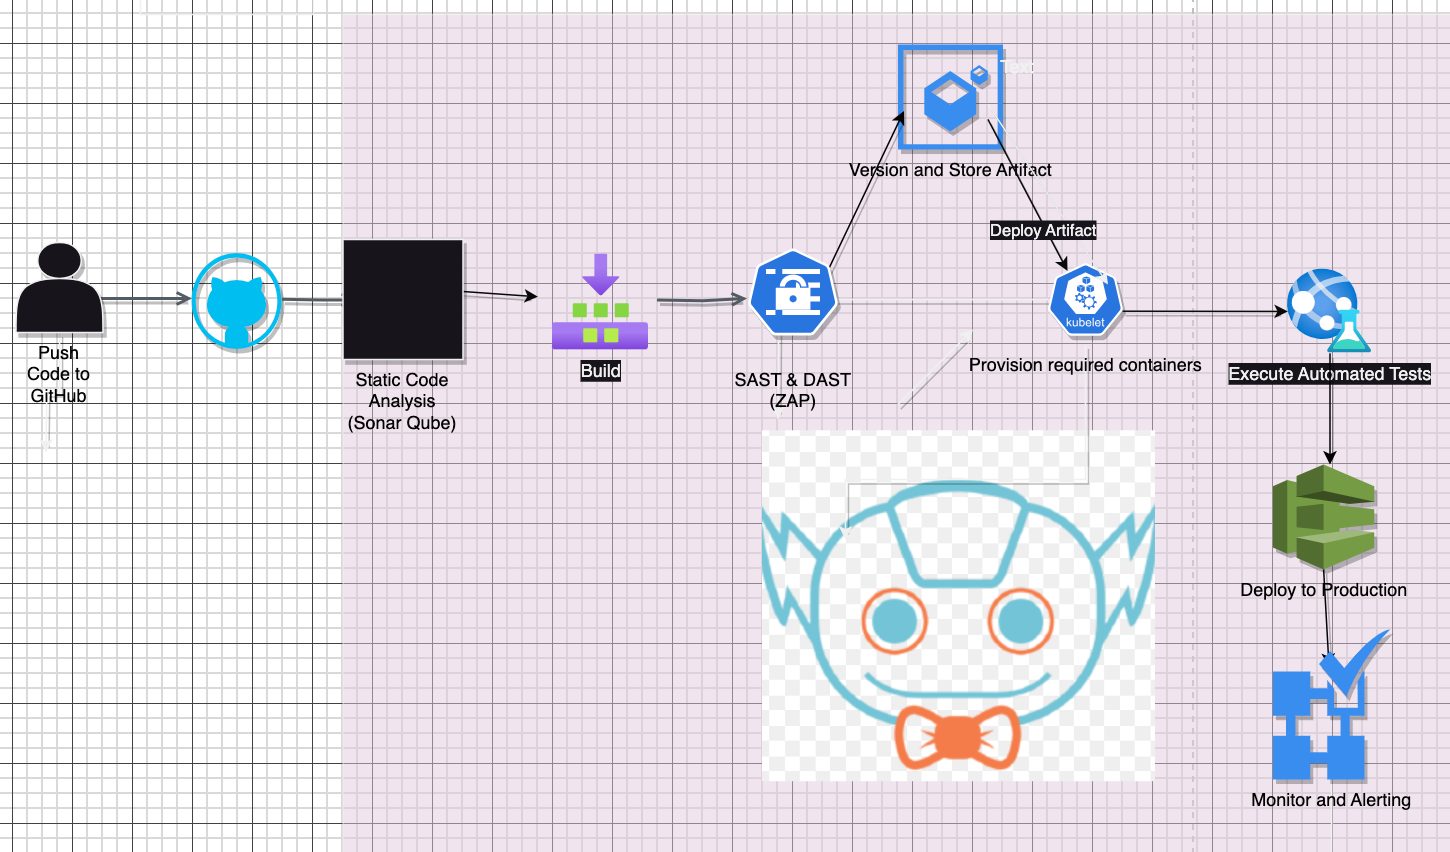 Text
Version and Store Artifact
Deploy Artifact
kubelet
Push
Code to
GitHub
Static Code
Analysis
(Sonar Qube)
Build
SAST & DAST
(ZAP)
Provision required containers
Execute Automated Tests
Deploy to Production
Monitor and Alerting